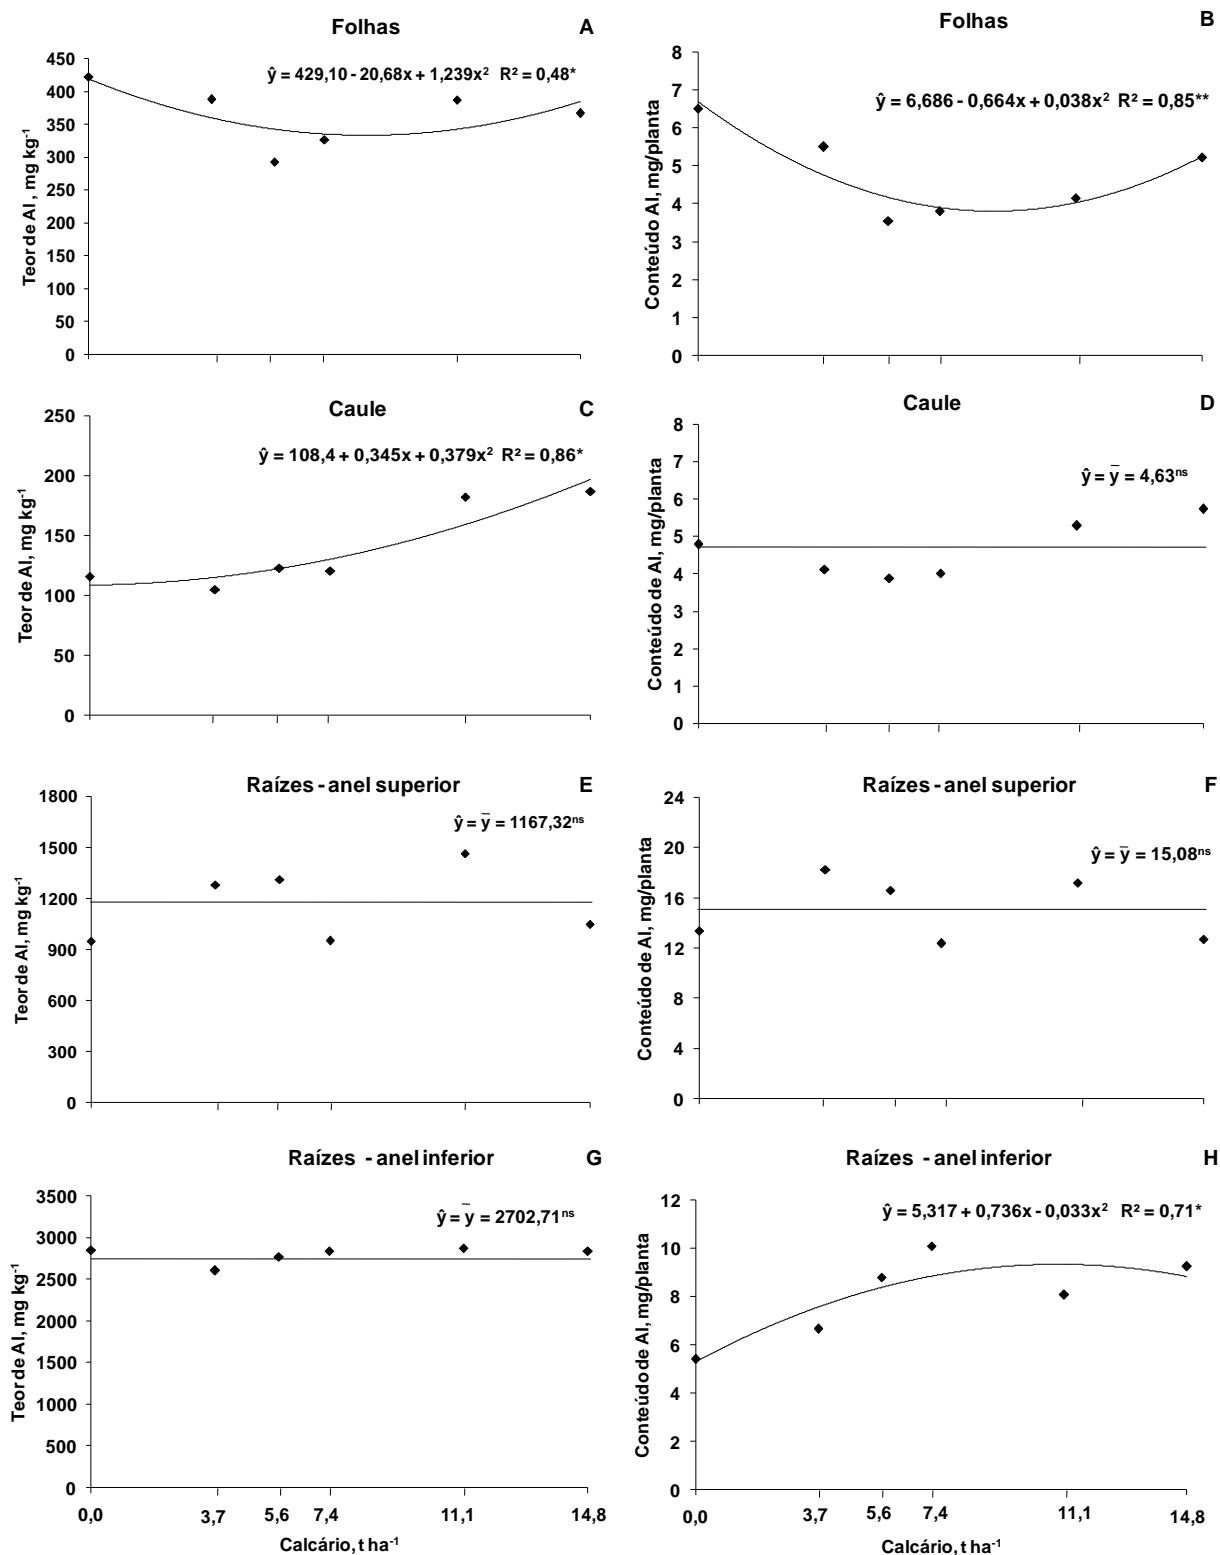 Folhas A
Teor de Al , mg kg⁻¹
450
400
350
300
250
200
150
100
50
0
ŷ = 429,10 - 20,68x + 1,239x² R² = 0,48*
Folhas B
Conteúdo Al, mg/planta
8
7
6
5
4
3
2
1
0
ŷ = 6,686 - 0,664x + 0,038x² R² = 0,85**
Caule C
Teor de Al, mg kg⁻¹
250
200
150
100
50
0
ŷ = 108,4 + 0,345x + 0,379x² R² = 0,86*
Caule D
Conteúdo de Al, mg/planta
8
7
6
5
4
3
2
1
0
ŷ = y̅ = 4,63ⁿˢ
Raízes - anel superior E
Teor de Al, mg kg⁻¹
1800
1500
1200
900
600
300
0
ŷ = y̅ = 1167,32ⁿˢ
Raízes - anel superior F
Conteúdo de Al, mg/planta
24
20
16
12
8
4
0
ŷ = y̅ = 15,08ⁿˢ
Raízes - anel inferior G
Teor de Al, mg kg⁻¹
3500
3000
2500
2000
1500
1000
500
0
ŷ = y̅ = 2702,71ⁿˢ
0,0 3,7 5,6 7,4 11,1 14,8
Calcário, t ha⁻¹
Raízes - anel inferior H
Conteúdo de Al, mg/planta
12
10
8
6
4
2
0
ŷ = 5,317 + 0,736x - 0,033x² R² = 0,71*
0,0 3,7 5,6 7,4 11,1 14,8
Calcário, t ha⁻¹